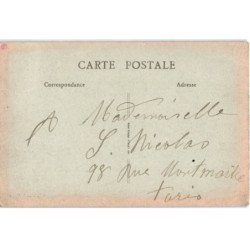 CARTE POSTALE
Correspondance Adresse
A Mademoiselle
S. Nicolas
98 Rue Montmartre
Paris